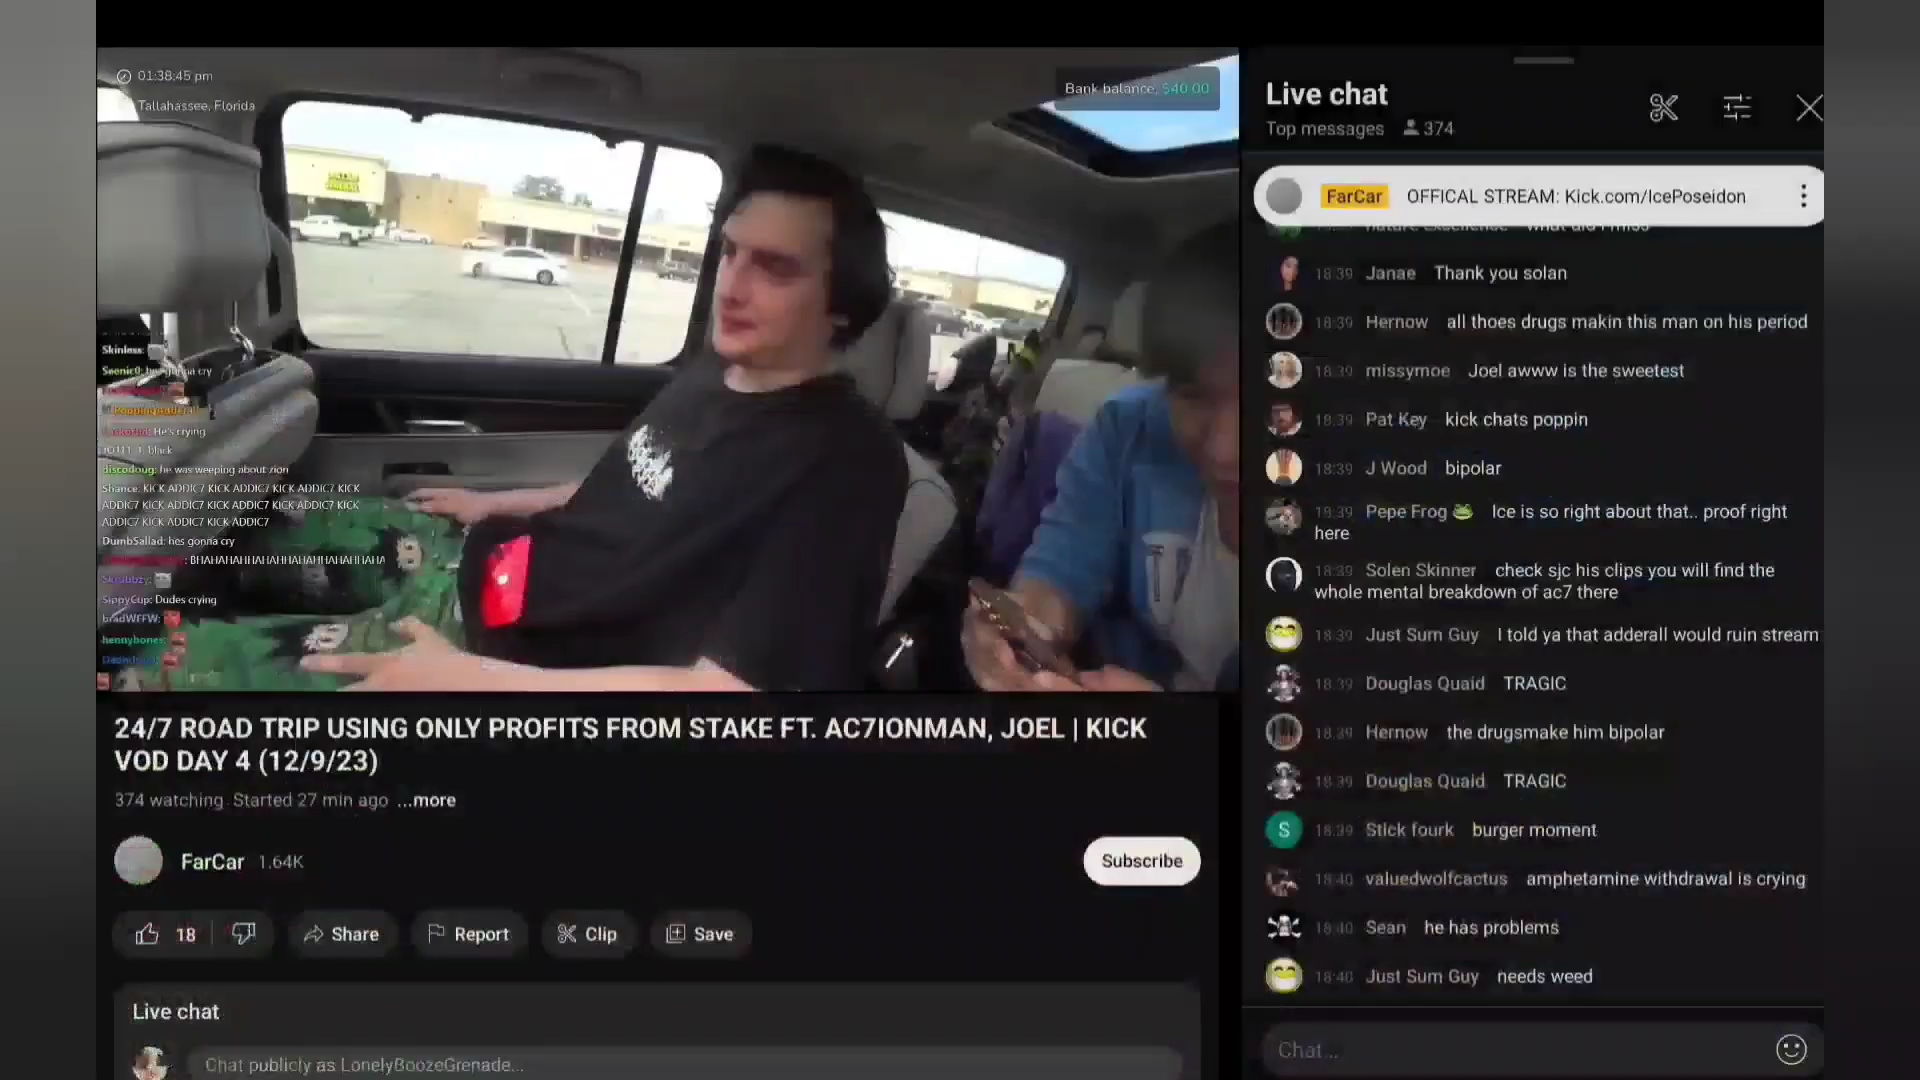 01:38:45 pm
Tallahassee, Florida
Bank balance, $40.00
Skinless:
gonna cry
He's crying
black
discodoug: he was weeping about zion
Shance: KICK ADDIC7 KICK ADDIC7 KICK ADDIC7 KICK
ADDIC7 KICK ADDIC7 KICK ADDIC7 KICK ADDIC7 KICK
ADDIC7 KICK ADDIC7 KICK ADDIC7
DumbSallad: hes gonna cry
SippyCup: Dudes crying
bradWFFW:
hennybones:
24/7 ROAD TRIP USING ONLY PROFITS FROM STAKE FT. AC7IONMAN, JOEL | KICK
VOD DAY 4 (12/9/23)
374 watching Started 27 min ago ...more
FarCar 1.64K
Subscribe
18
Share
Report
Clip
Save
Live chat
Chat publicly as LonelyBoozeGrenade...
Live chat
Top messages 374
FarCar OFFICAL STREAM: Kick.com/IcePoseidon
18:39 Janae Thank you solan
18:39 Hernow all thoes drugs makin this man on his period
18:39 missymoe Joel awww is the sweetest
18:39 Pat Key kick chats poppin
18:39 J Wood bipolar
18:39 Pepe Frog 🐸 Ice is so right about that.. proof right
here
18:39 Solen Skinner check sjc his clips you will find the
whole mental breakdown of ac7 there
18:39 Just Sum Guy I told ya that adderall would ruin stream
18:39 Douglas Quaid TRAGIC
18:39 Hernow the drugsmake him bipolar
18:39 Douglas Quaid TRAGIC
S 18:39 Stick fourk burger moment
18:40 valuedwolfcactus amphetamine withdrawal is crying
18:40 Sean he has problems
18:40 Just Sum Guy needs weed
Chat...